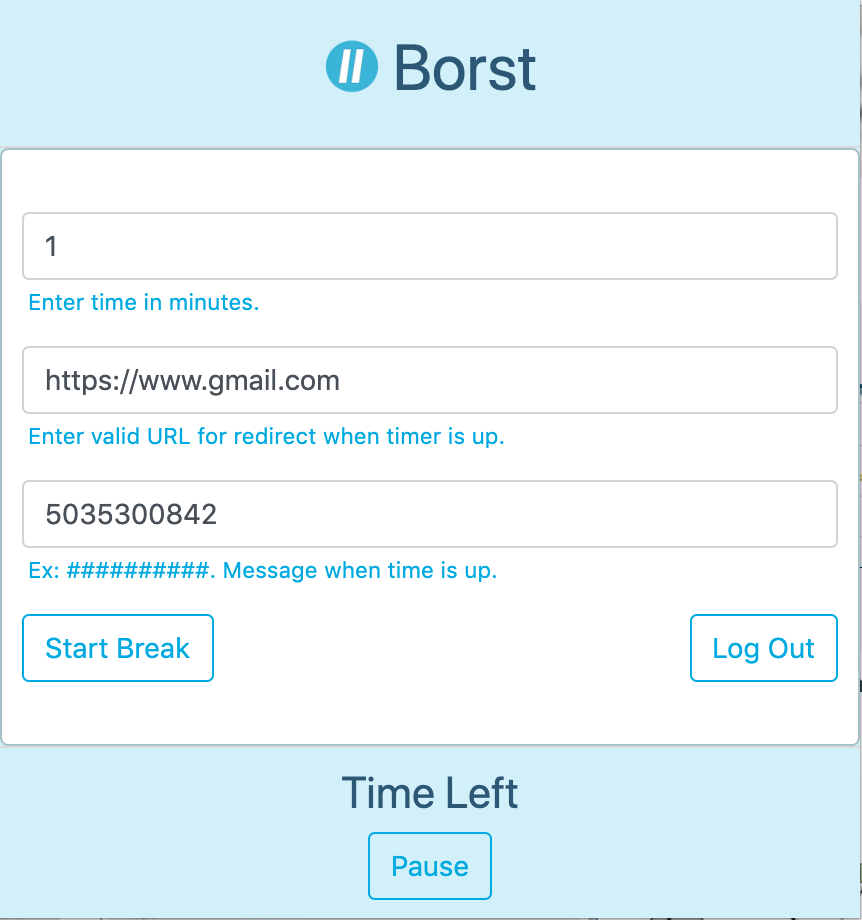 Borst
1
Enter time in minutes.
https://www.gmail.com
Enter valid URL for redirect when timer is up.
5035300842
Ex: ##########. Message when time is up.
Start Break
Log Out
Time Left
Pause